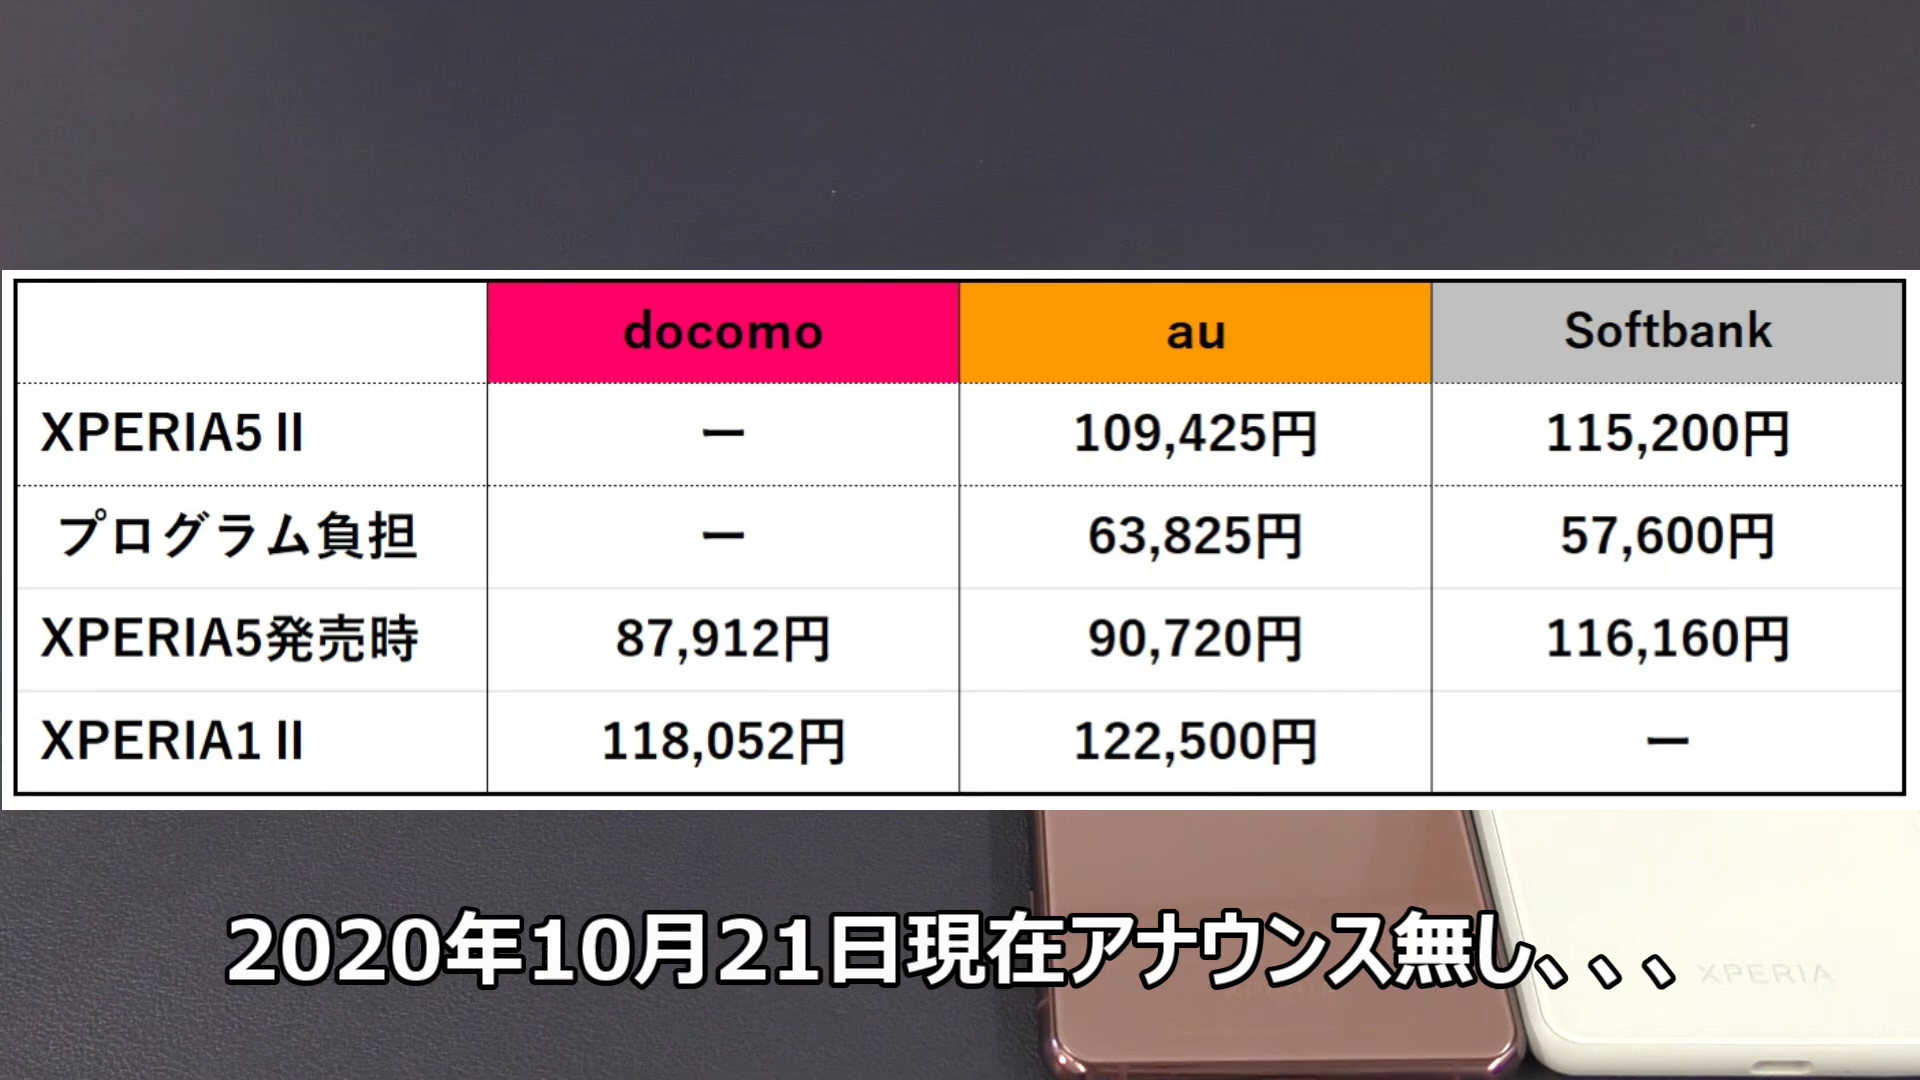 docomo au Softbank
XPERIA5Ⅱ ー 109,425円 115,200円
プログラム負担 ー 63,825円 57,600円
XPERIA5発売時 87,912円 90,720円 116,160円
XPERIA1Ⅱ 118,052円 122,500円 ー
2020年10月21日現在アナウンス無し、、、
XPERIA